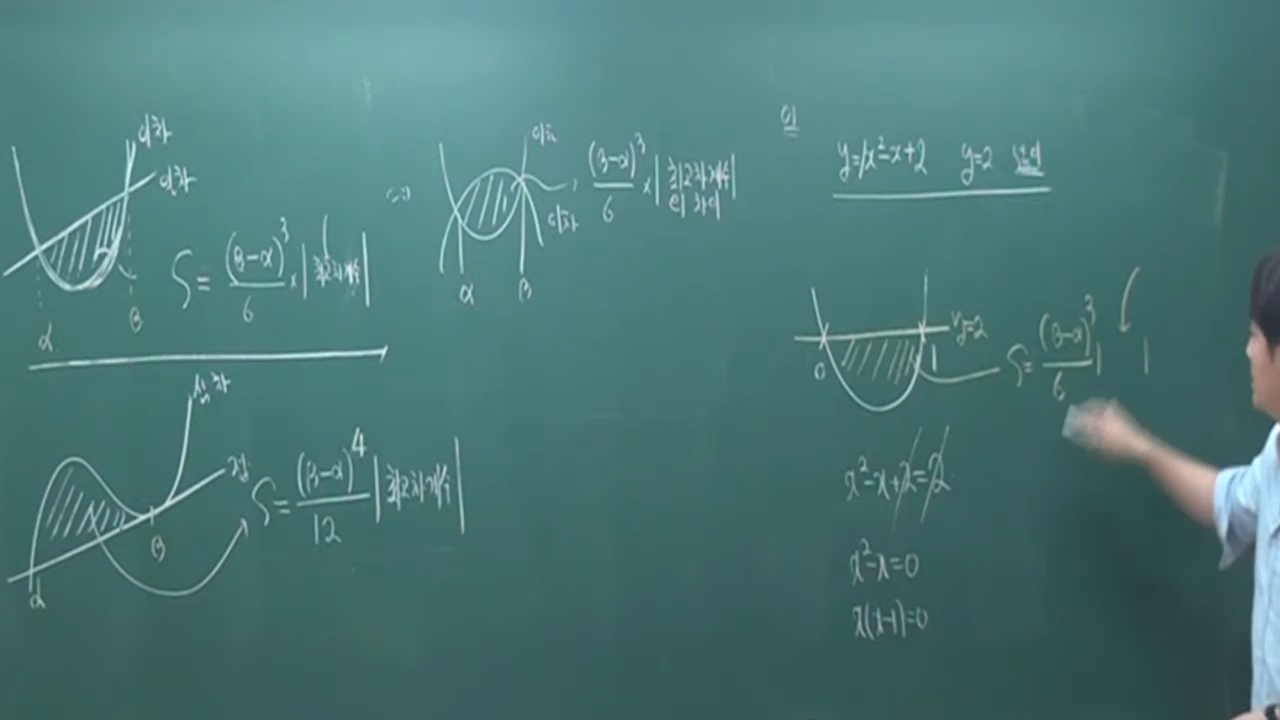 이차
일차
S = (β-α)³/6 × |최고차계수|
α
β
삼차
접
S = (β-α)⁴/12 |최고차계수|
α
β
이차
이차
(β-α)³/6 × |최고차계수의 차이|
α
β
예
y=x²-x+2 y=2 넓이
y=2
0
1
S= (β-α)³/6 | |
x²-x+2=2
x²-x=0
x(x-1)=0